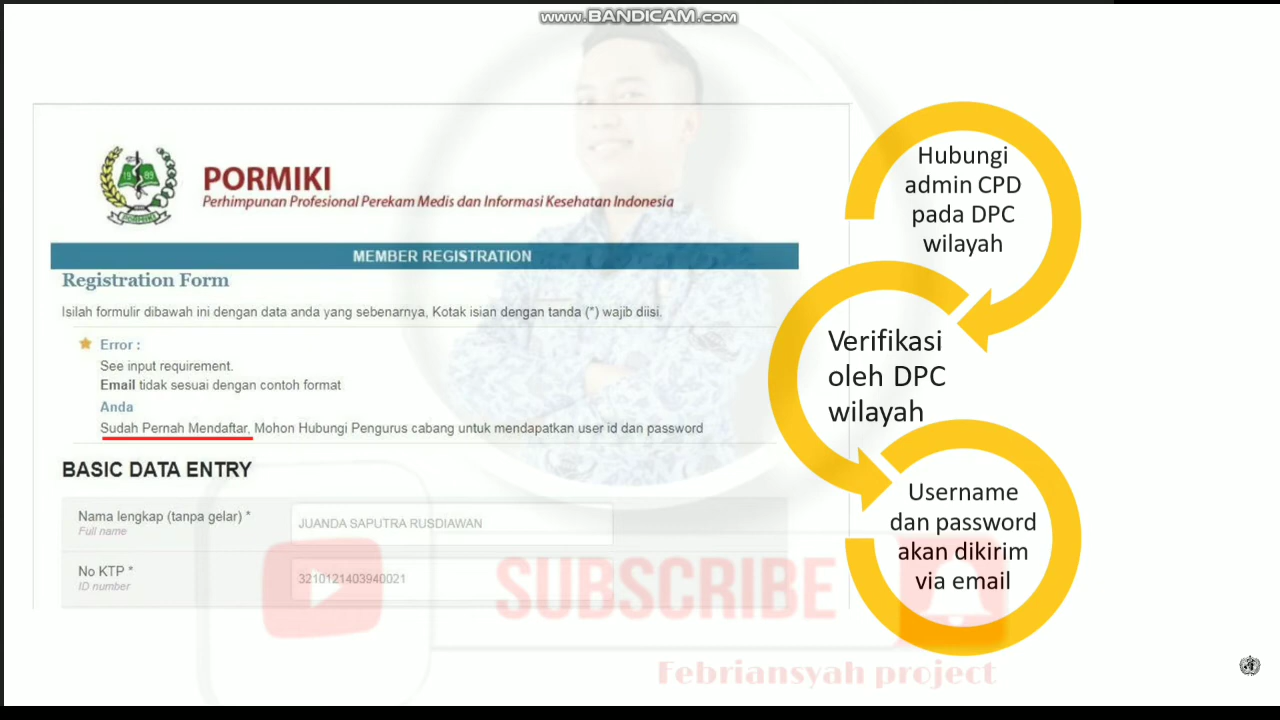 www.BANDICAM.com
1989
PORMIKI
Perhimpunan Profesional Perekam Medis dan Informasi Kesehatan Indonesia
MEMBER REGISTRATION
Registration Form
Isilah formulir dibawah ini dengan data anda yang sebenarnya, Kotak isian dengan tanda (*) wajib diisi.
Error :
See input requirement.
Email tidak sesuai dengan contoh format
Anda
Sudah Pernah Mendaftar, Mohon Hubungi Pengurus cabang untuk mendapatkan user id dan password
BASIC DATA ENTRY
Nama lengkap (tanpa gelar) *
Full name
JUANDA SAPUTRA RUSDIAWAN
No KTP *
ID number
3210121403940021
Hubungi
admin CPD
pada DPC
wilayah
Verifikasi
oleh DPC
wilayah
Username
dan password
akan dikirim
via email
SUBSCRIBE
Febriansyah project